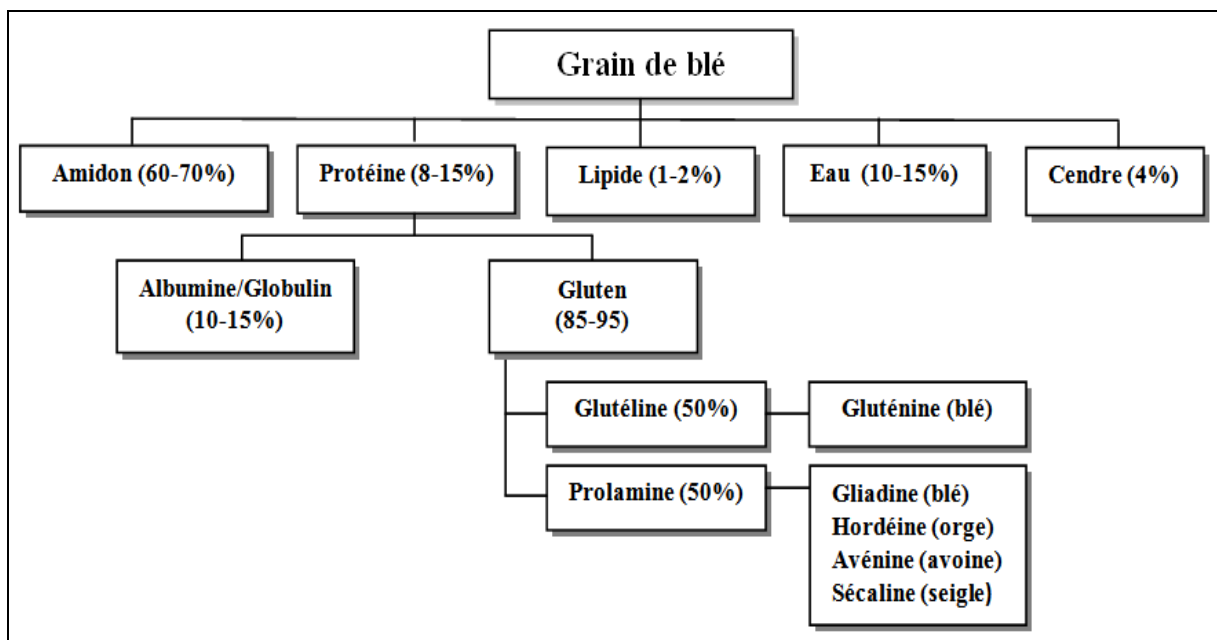 Grain de blé
Amidon (60-70%)
Protéine (8-15%)
Lipide (1-2%)
Eau (10-15%)
Cendre (4%)
Albumine/Globulin
(10-15%)
Gluten
(85-95)
Glutéline (50%)
Gluténine (blé)
Prolamine (50%)
Gliadine (blé)
Hordéine (orge)
Avénine (avoine)
Sécaline (seigle)